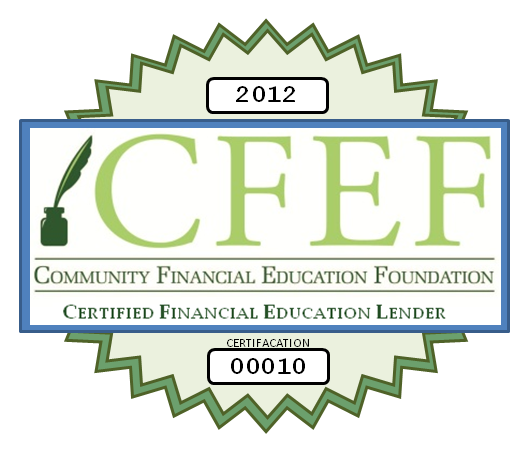 2012
CFEF
COMMUNITY FINANCIAL EDUCATION FOUNDATION
CERTIFIED FINANCIAL EDUCATION LENDER
CERTIFACATION
00010